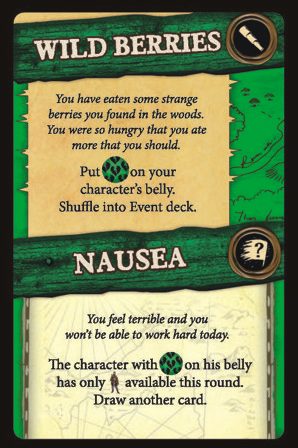 WILD BERRIES
You have eaten some strange
berries you found in the woods.
You were so hungry that you ate
more that you should.
Put on your
character's belly.
Shuffle into Event deck.
?
NAUSEA
You feel terrible and you
won't be able to work hard today.
The character with on his belly
has only available this round.
Draw another card.